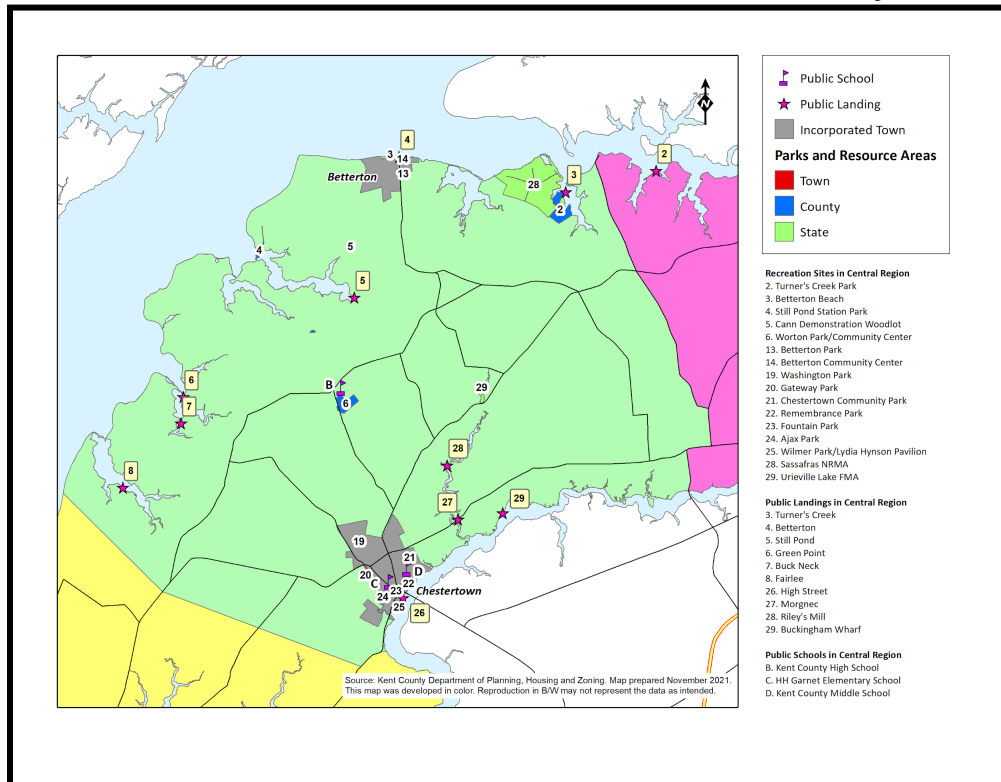 4
3
14
13
Betterton
28
3
2
2
N
4
5
5
6
7
B
6
29
8
28
27
29
19
21
20
D
C
22
23
24
Chestertown
25
26
Source: Kent County Department of Planning, Housing and Zoning. Map prepared November 2021.
This map was developed in color. Reproduction in B/W may not represent the data as intended.
Public School
Public Landing
Incorporated Town
Parks and Resource Areas
Town
County
State
Recreation Sites in Central Region
2. Turner's Creek Park
3. Betterton Beach
4. Still Pond Station Park
5. Cann Demonstration Woodlot
6. Worton Park/Community Center
13. Betterton Park
14. Betterton Community Center
19. Washington Park
20. Gateway Park
21. Chestertown Community Park
22. Remembrance Park
23. Fountain Park
24. Ajax Park
25. Wilmer Park/Lydia Hynson Pavilion
28. Sassafras NRMA
29. Urieville Lake FMA
Public Landings in Central Region
3. Turner's Creek
4. Betterton
5. Still Pond
6. Green Point
7. Buck Neck
8. Fairlee
26. High Street
27. Morgnec
28. Riley's Mill
29. Buckingham Wharf
Public Schools in Central Region
B. Kent County High School
C. HH Garnet Elementary School
D. Kent County Middle School